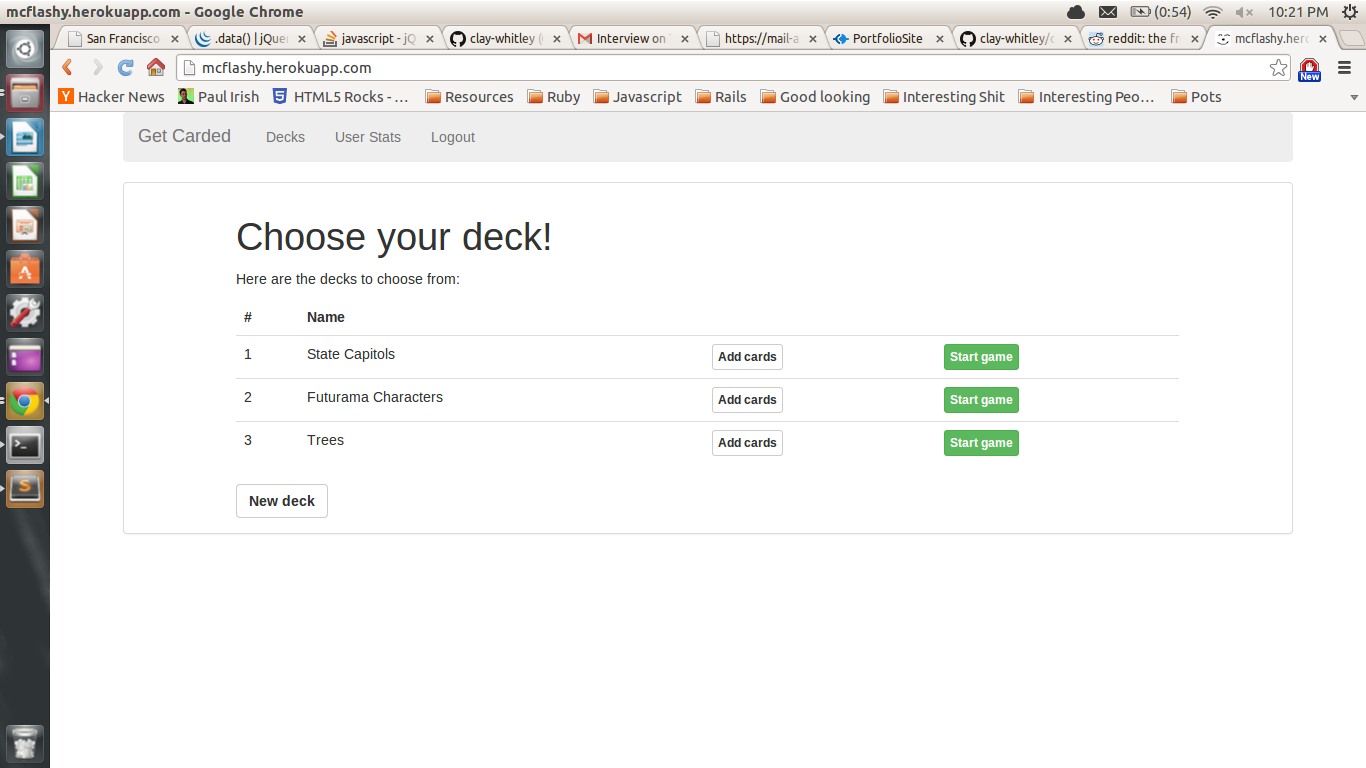 mcflashy.herokuapp.com - Google Chrome (0:54) 10:21 PM
San Francisco .data() | jQuer javascript - jQ clay-whitley ( Interview on https://mail-a PortfolioSite clay-whitley/c reddit: the fr mcflashy.hero
mcflashy.herokuapp.com New
Hacker News Paul Irish HTML5 Rocks - ... Resources Ruby Javascript Rails Good looking Interesting Shit Interesting Peo... Pots
Get Carded Decks User Stats Logout
Choose your deck!
Here are the decks to choose from:
# Name
1 State Capitols Add cards Start game
2 Futurama Characters Add cards Start game
3 Trees Add cards Start game
New deck